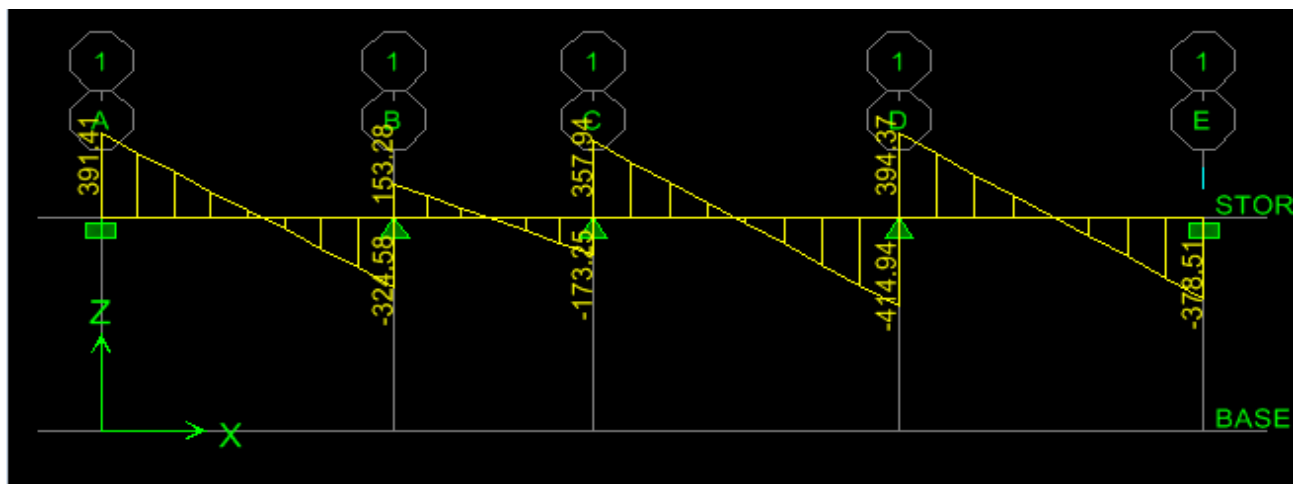 1 1 1 1 1
A B C D E
391.41 153.28 357.94 394.37
STOR
-324.58 -173.25 -414.94 -378.51
Z
X
BASE